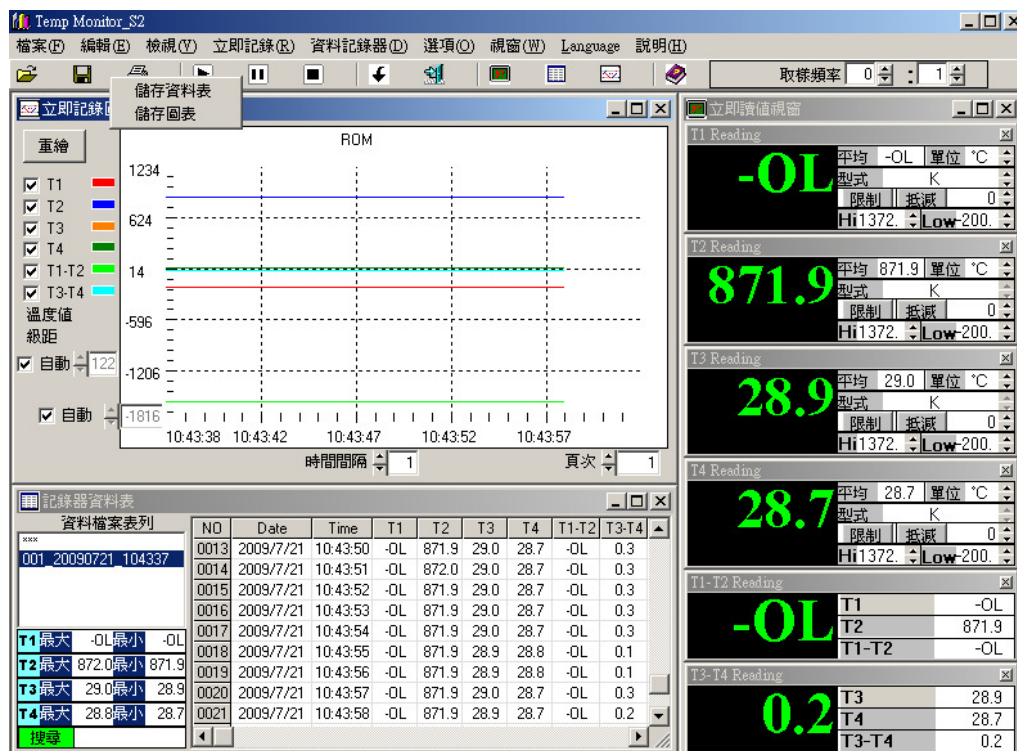 Temp Monitor_S2
檔案(F) 編輯(E) 檢視(V) 立即記錄(R) 資料記錄器(D) 選項(O) 視窗(W) Language 說明(H)
取樣頻率 0 : 1
儲存資料表
儲存圖表
立即記錄
重繪
ROM
T1
T2
T3
T4
T1-T2
T3-T4
溫度值
級距
自動 122
自動 -1816
1234
624
14
-596
-1206
10:43:38 10:43:42 10:43:47 10:43:52 10:43:57
時間間隔 1 頁次 1
記錄器資料表
資料檔案表列
***
001_20090721_104337
T1最大 -OL最小 -OL
T2最大 872.0最小 871.9
T3最大 29.0最小 28.9
T4最大 28.8最小 28.7
搜尋
NO Date Time T1 T2 T3 T4 T1-T2 T3-T4
0013 2009/7/21 10:43:50 -OL 871.9 29.0 28.7 -OL 0.3
0014 2009/7/21 10:43:51 -OL 872.0 29.0 28.7 -OL 0.3
0015 2009/7/21 10:43:52 -OL 871.9 29.0 28.7 -OL 0.3
0016 2009/7/21 10:43:53 -OL 871.9 29.0 28.7 -OL 0.3
0017 2009/7/21 10:43:54 -OL 871.9 29.0 28.7 -OL 0.3
0018 2009/7/21 10:43:55 -OL 871.9 28.9 28.8 -OL 0.1
0019 2009/7/21 10:43:56 -OL 871.9 28.9 28.8 -OL 0.1
0020 2009/7/21 10:43:57 -OL 871.9 29.0 28.7 -OL 0.3
0021 2009/7/21 10:43:58 -OL 871.9 28.9 28.7 -OL 0.2
立即讀值視窗
T1 Reading
-OL
平均 -OL 單位 °C
型式 K
限制 抵減 0
Hi 1372. Low -200.
T2 Reading
871.9
平均 871.9 單位 °C
型式 K
限制 抵減 0
Hi 1372. Low -200.
T3 Reading
28.9
平均 29.0 單位 °C
型式 K
限制 抵減 0
Hi 1372. Low -200.
T4 Reading
28.7
平均 28.7 單位 °C
型式 K
限制 抵減 0
Hi 1372. Low -200.
T1-T2 Reading
-OL
T1 -OL
T2 871.9
T1-T2 -OL
T3-T4 Reading
0.2
T3 28.9
T4 28.7
T3-T4 0.2